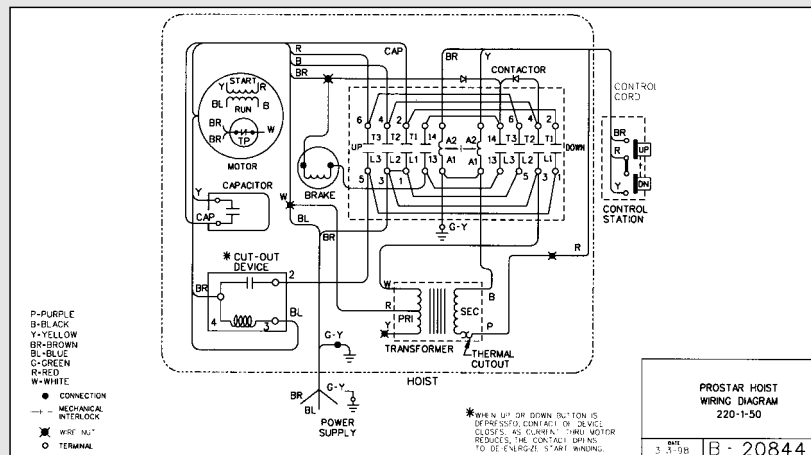 R
B
BR
CAP
BR
Y
CONTACTOR
CONTROL
CORD
START
Y R
RUN
BL B
BR
BR
TP
W
MOTOR
6 4 2
T3 T2 T1 14
A2 A2
14 T3 T2 T1
6 4 2
UP
DOWN
L3 L2 L1 13
A1 A1
13 L3 L2 L1
5 3 1
5 3 1
BR
R
Y
UP
DN
CONTROL
STATION
BRAKE
CAPACITOR
Y
CAP
W
BL
BR
G-Y
R
* CUT-OUT
DEVICE
2
BR
BL
4 3
W
R
PRI
Y
SEC
B
P
TRANSFORMER
THERMAL
CUTOUT
G-Y
HOIST
P-PURPLE
B-BLACK
Y-YELLOW
BR-BROWN
BL-BLUE
G-GREEN
R-RED
W-WHITE
CONNECTION
MECHANICAL
INTERLOCK
WIRE NUT
TERMINAL
BR
G-Y
BL
POWER
SUPPLY
*WHEN UP OR DOWN BUTTON IS
DEPRESSED, CONTACT OF DEVICE
CLOSES. AS CURRENT THRU MOTOR
REDUCES, THE CONTACT OPENS
TO DE-ENERGIZE START WINDING.
PROSTAR HOIST
WIRING DIAGRAM
220-1-50
DATE
3-3-98
B - 20844